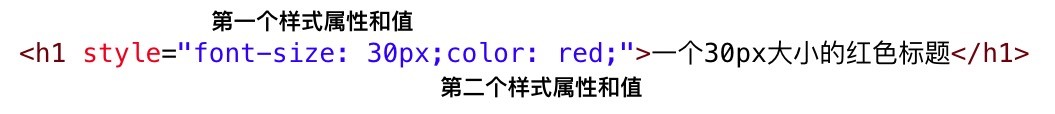 第一个样式属性和值
<h1 style="font-size: 30px;color: red;">一个30px大小的红色标题</h1>
第二个样式属性和值